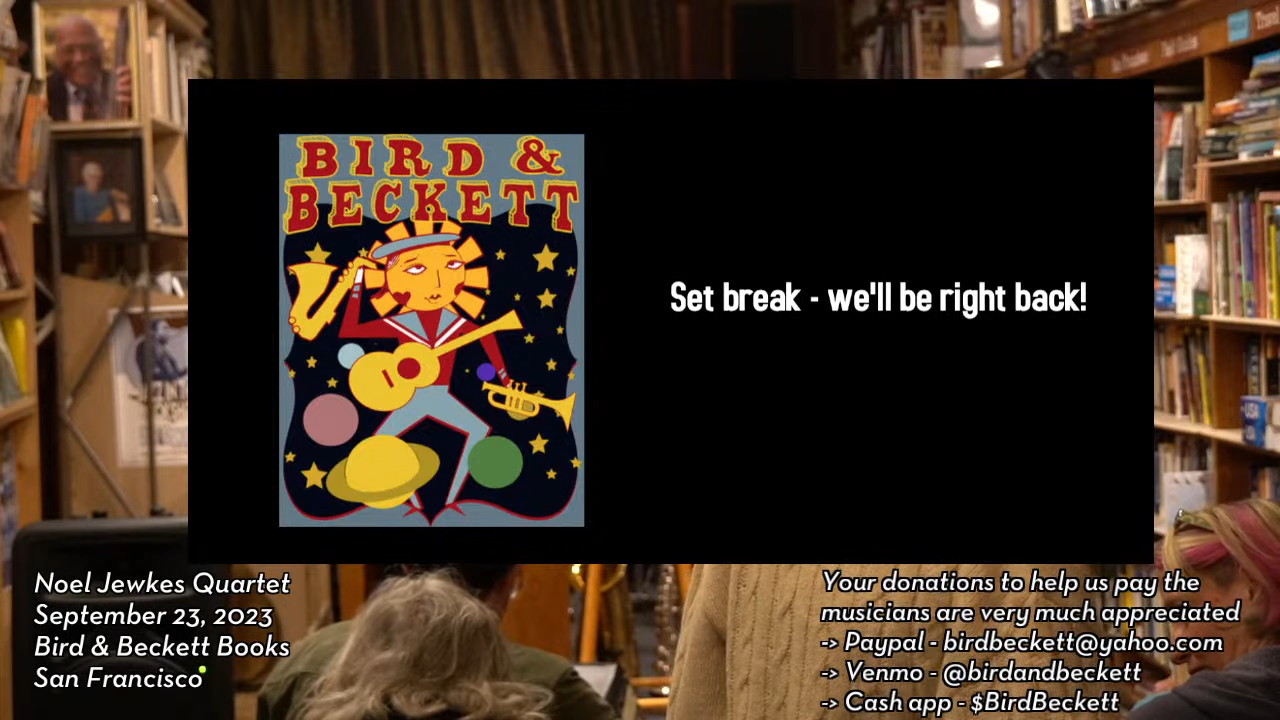 BIRD &
BECKETT
Set break - we'll be right back!
Noel Jewkes Quartet
September 23, 2023
Bird & Beckett Books
San Francisco
Your donations to help us pay the
musicians are very much appreciated
-> Paypal - birdbeckett@yahoo.com
-> Venmo - @birdandbeckett
-> Cash app - $BirdBeckett
USA
Travel